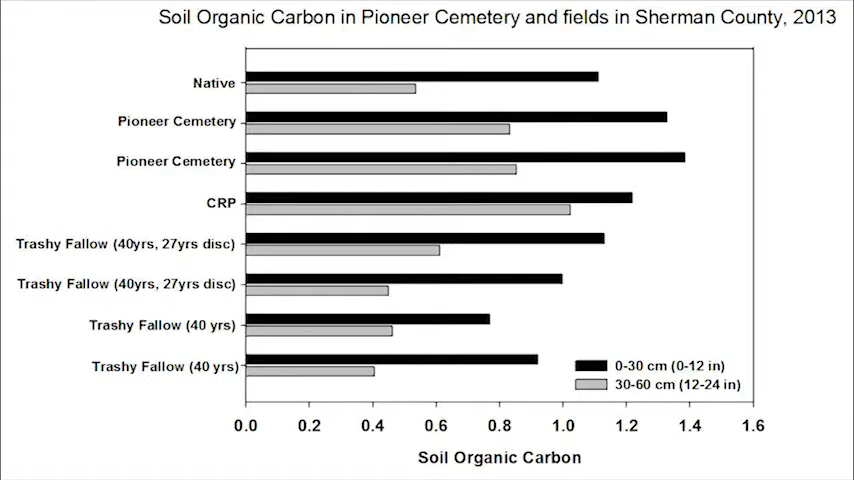 Soil Organic Carbon in Pioneer Cemetery and fields in Sherman County, 2013
Native
Pioneer Cemetery
Pioneer Cemetery
CRP
Trashy Fallow (40yrs, 27yrs disc)
Trashy Fallow (40yrs, 27yrs disc)
Trashy Fallow (40 yrs)
Trashy Fallow (40 yrs)
0-30 cm (0-12 in)
30-60 cm (12-24 in)
0.0 0.2 0.4 0.6 0.8 1.0 1.2 1.4 1.6
Soil Organic Carbon